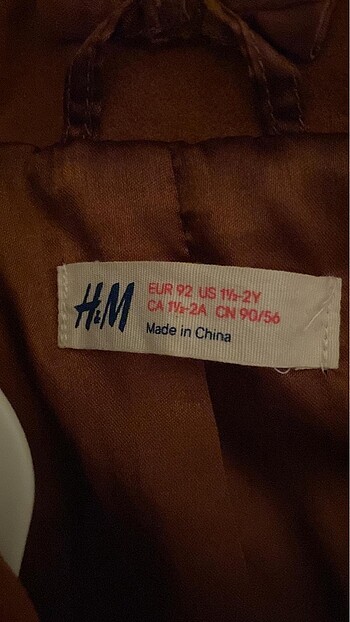 H&M
EUR 92 US 1½-2Y
CA 1½-2A CN 90/56
Made in China